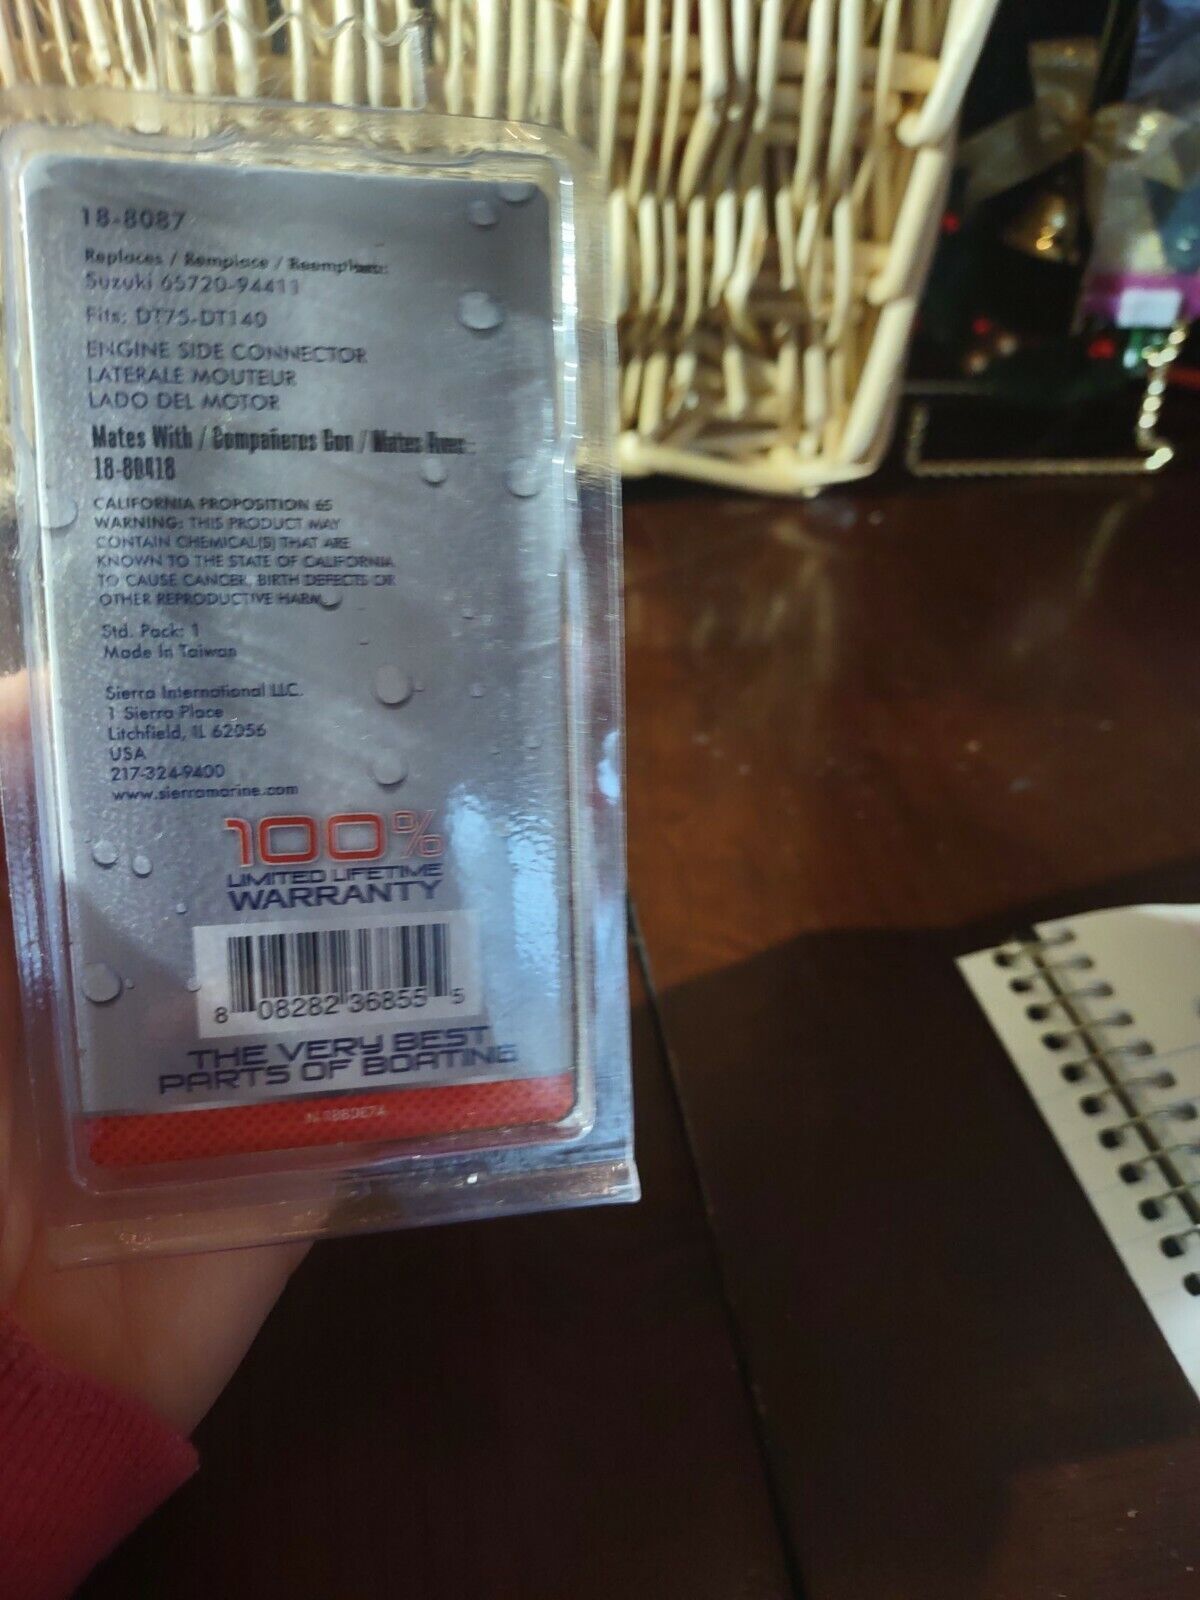 18-8087
Replaces / Remplace / Reemplaza:
Suzuki 65720-94411
Fits: DT75-DT140
ENGINE SIDE CONNECTOR
LATERALE MOUTEUR
LADO DEL MOTOR
Mates With / Compañeros Con / Mates Avec:
18-80418
CALIFORNIA PROPOSITION 65
WARNING: THIS PRODUCT MAY
CONTAIN CHEMICAL(S) THAT ARE
KNOWN TO THE STATE OF CALIFORNIA
TO CAUSE CANCER, BIRTH DEFECTS OR
OTHER REPRODUCTIVE HARM.
Std. Pack: 1
Made In Taiwan
Sierra International LLC.
1 Sierra Place
Litchfield, IL 62056
USA
217-324-9400
www.sierramarine.com
100%
LIMITED LIFETIME
WARRANTY
8 08282 36855 5
THE VERY BEST
PARTS OF BOATING